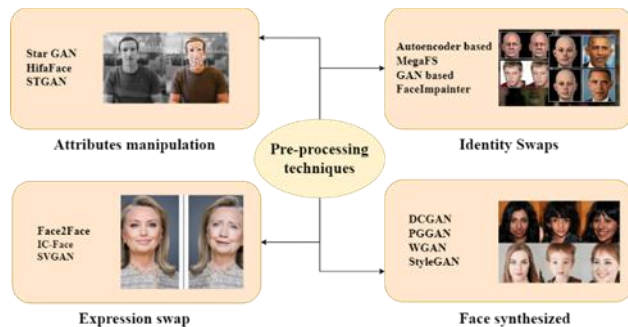 Star GAN
HifaFace
STGAN
Attributes manipulation
Autoencoder based
MegaFS
GAN based
FaceImpainter
Identity Swaps
Pre-processing
techniques
Face2Face
IC-Face
SVGAN
Expression swap
DCGAN
PGGAN
WGAN
StyleGAN
Face synthesized